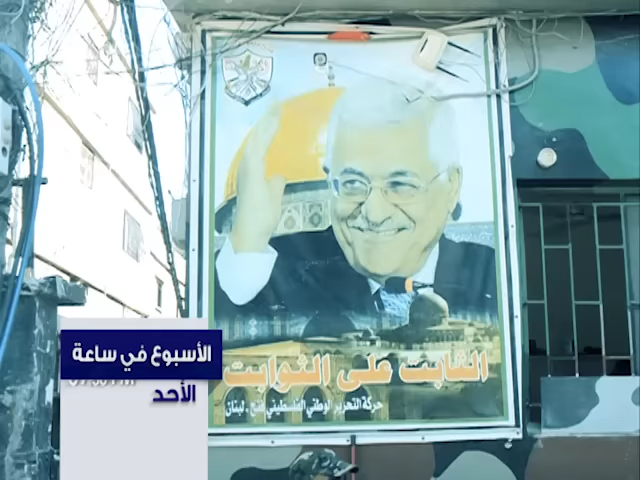 الثابت على الثوابت
حركة التحرير الوطني الفلسطيني فتح - لبنان
الأسبوع في ساعة
الأحد